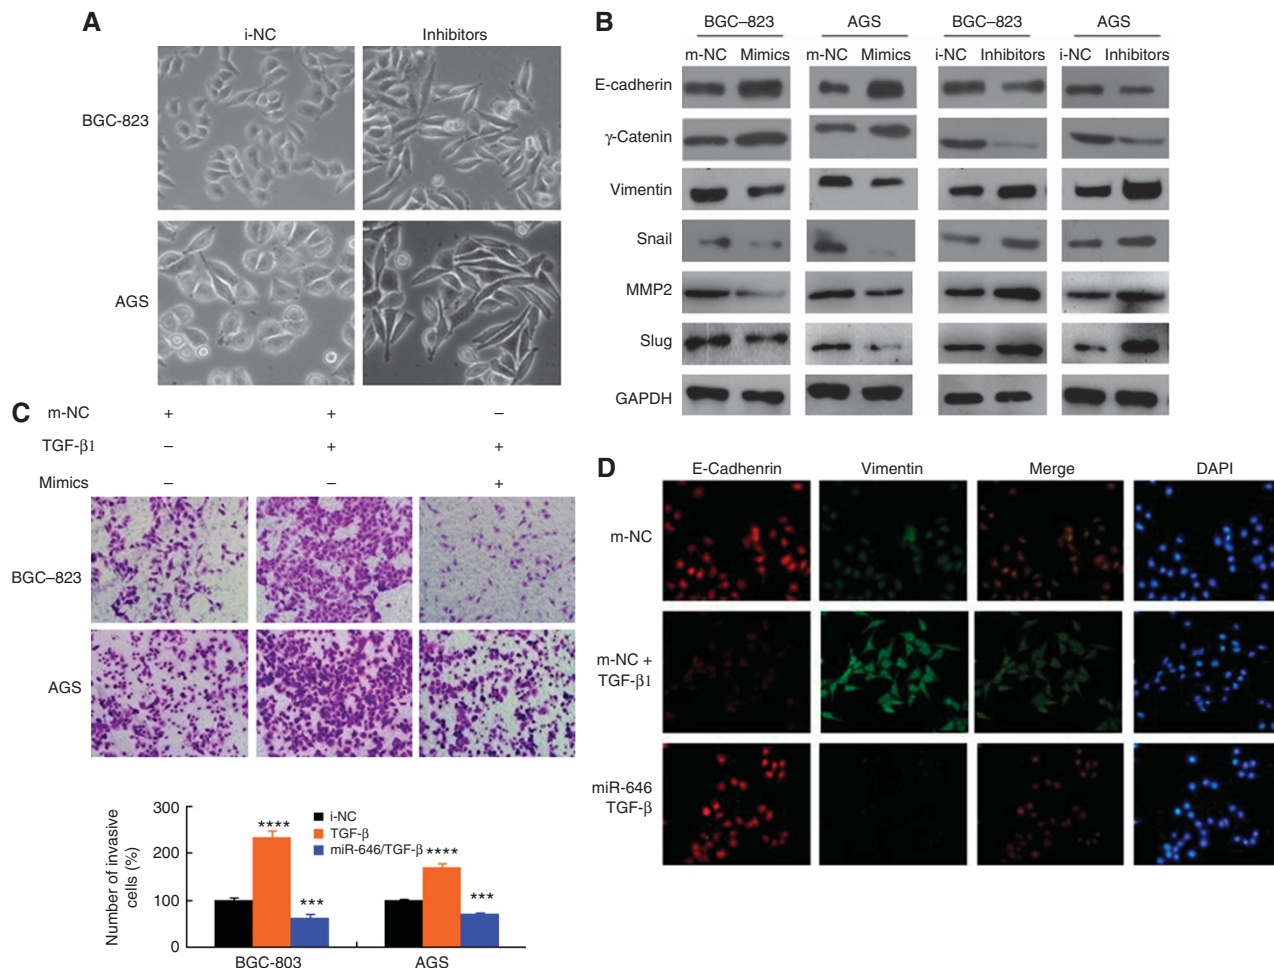 A
i-NC Inhibitors
BGC-823
AGS
B
BGC–823 AGS BGC–823 AGS
m-NC Mimics m-NC Mimics i-NC Inhibitors i-NC Inhibitors
E-cadherin
γ-Catenin
Vimentin
Snail
MMP2
Slug
GAPDH
C
m-NC + + –
TGF-β1 – + +
Mimics – – +
BGC–823
AGS
Number of invasive
cells (%)
300
200
100
0
i-NC
TGF-β
miR-646/TGF-β
**** *** **** ***
BGC-803 AGS
D
E-Cadhenrin Vimentin Merge DAPI
m-NC
m-NC +
TGF-β1
miR-646
TGF-β